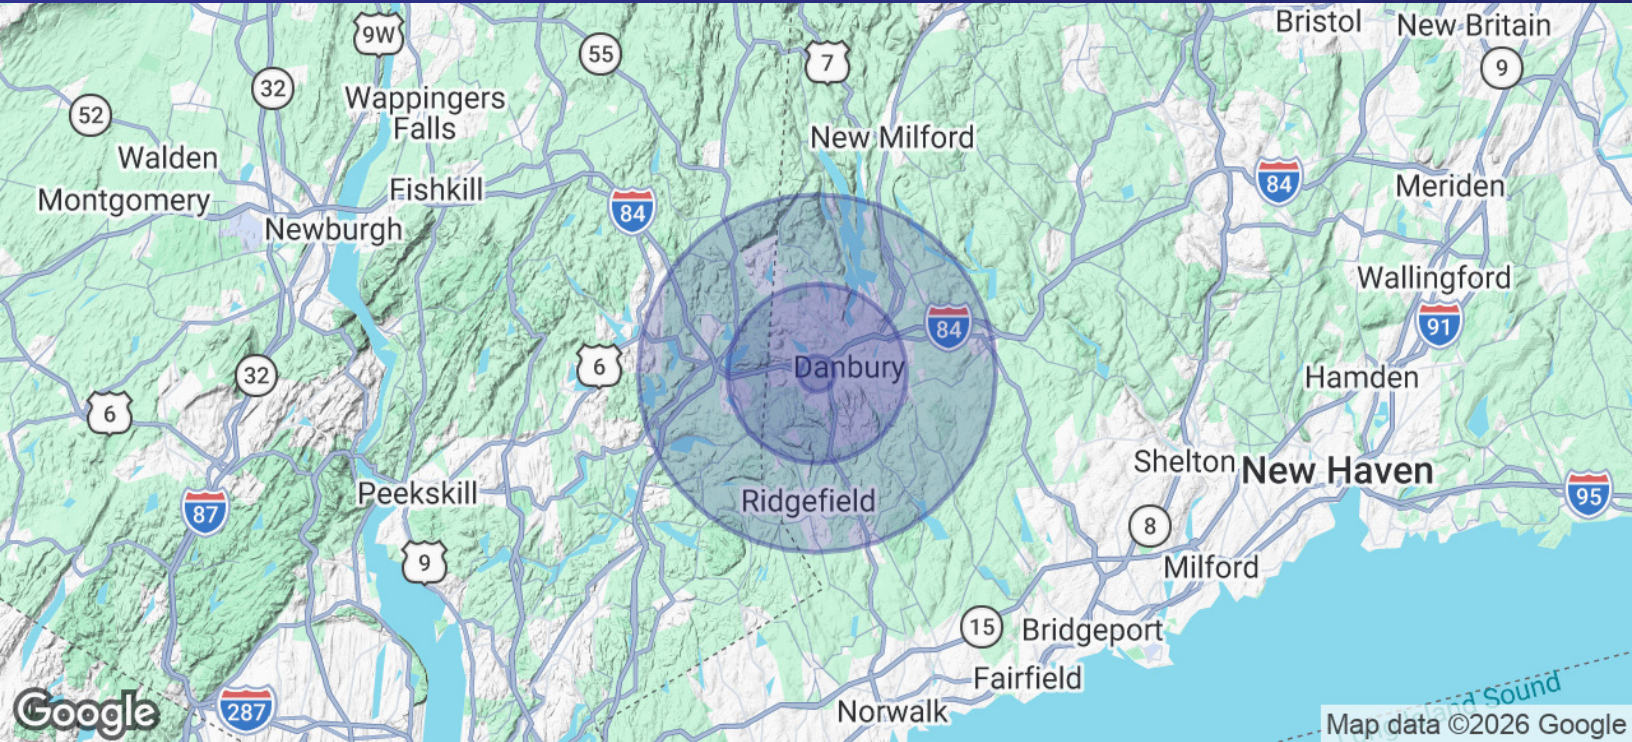 Bristol
New Britain
9W
55
7
9
32
52
Wappingers
Falls
New Milford
Walden
Montgomery
Fishkill
84
84
Meriden
Newburgh
Wallingford
84
91
6
Danbury
32
Hamden
6
Shelton
New Haven
Peekskill
Ridgefield
95
87
8
9
Milford
15
Bridgeport
Fairfield
Norwalk
287
Google
Sound
Map data ©2026 Google